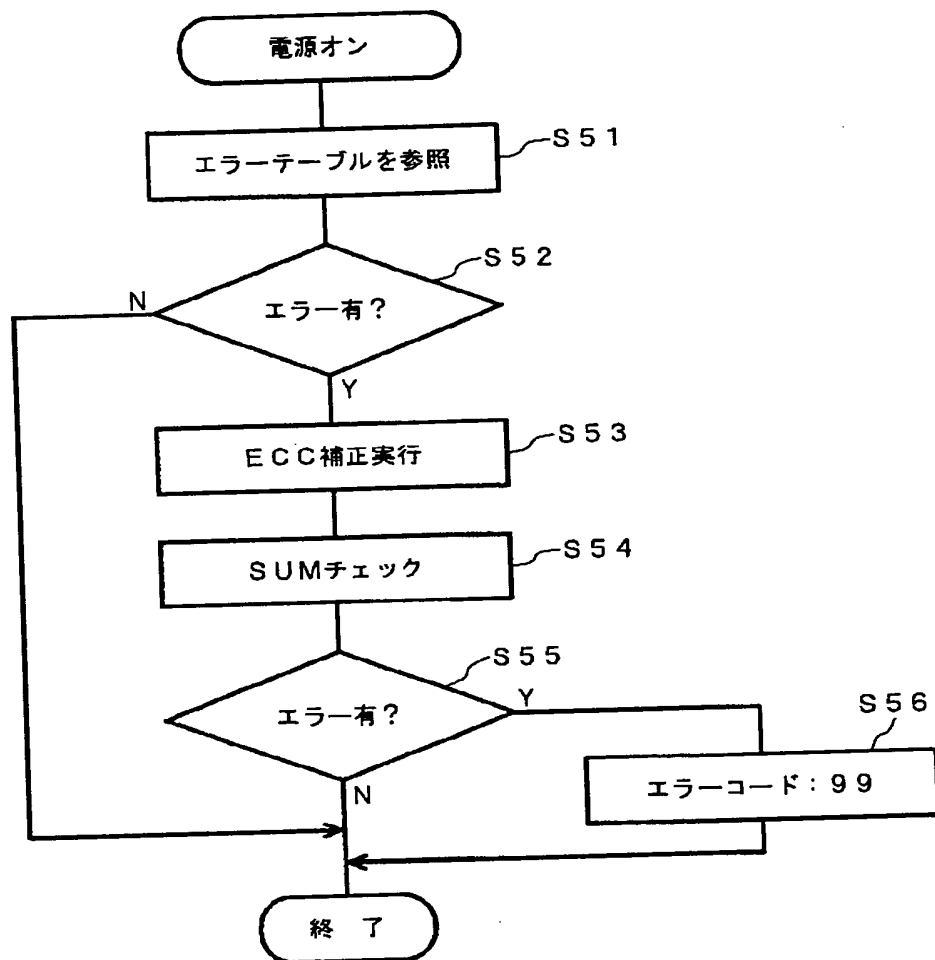 電源オン
エラーテーブルを参照
S51
エラー有？
S52
N
Y
ECC補正実行
S53
SUMチェック
S54
エラー有？
S55
Y
N
エラーコード：99
S56
終 了